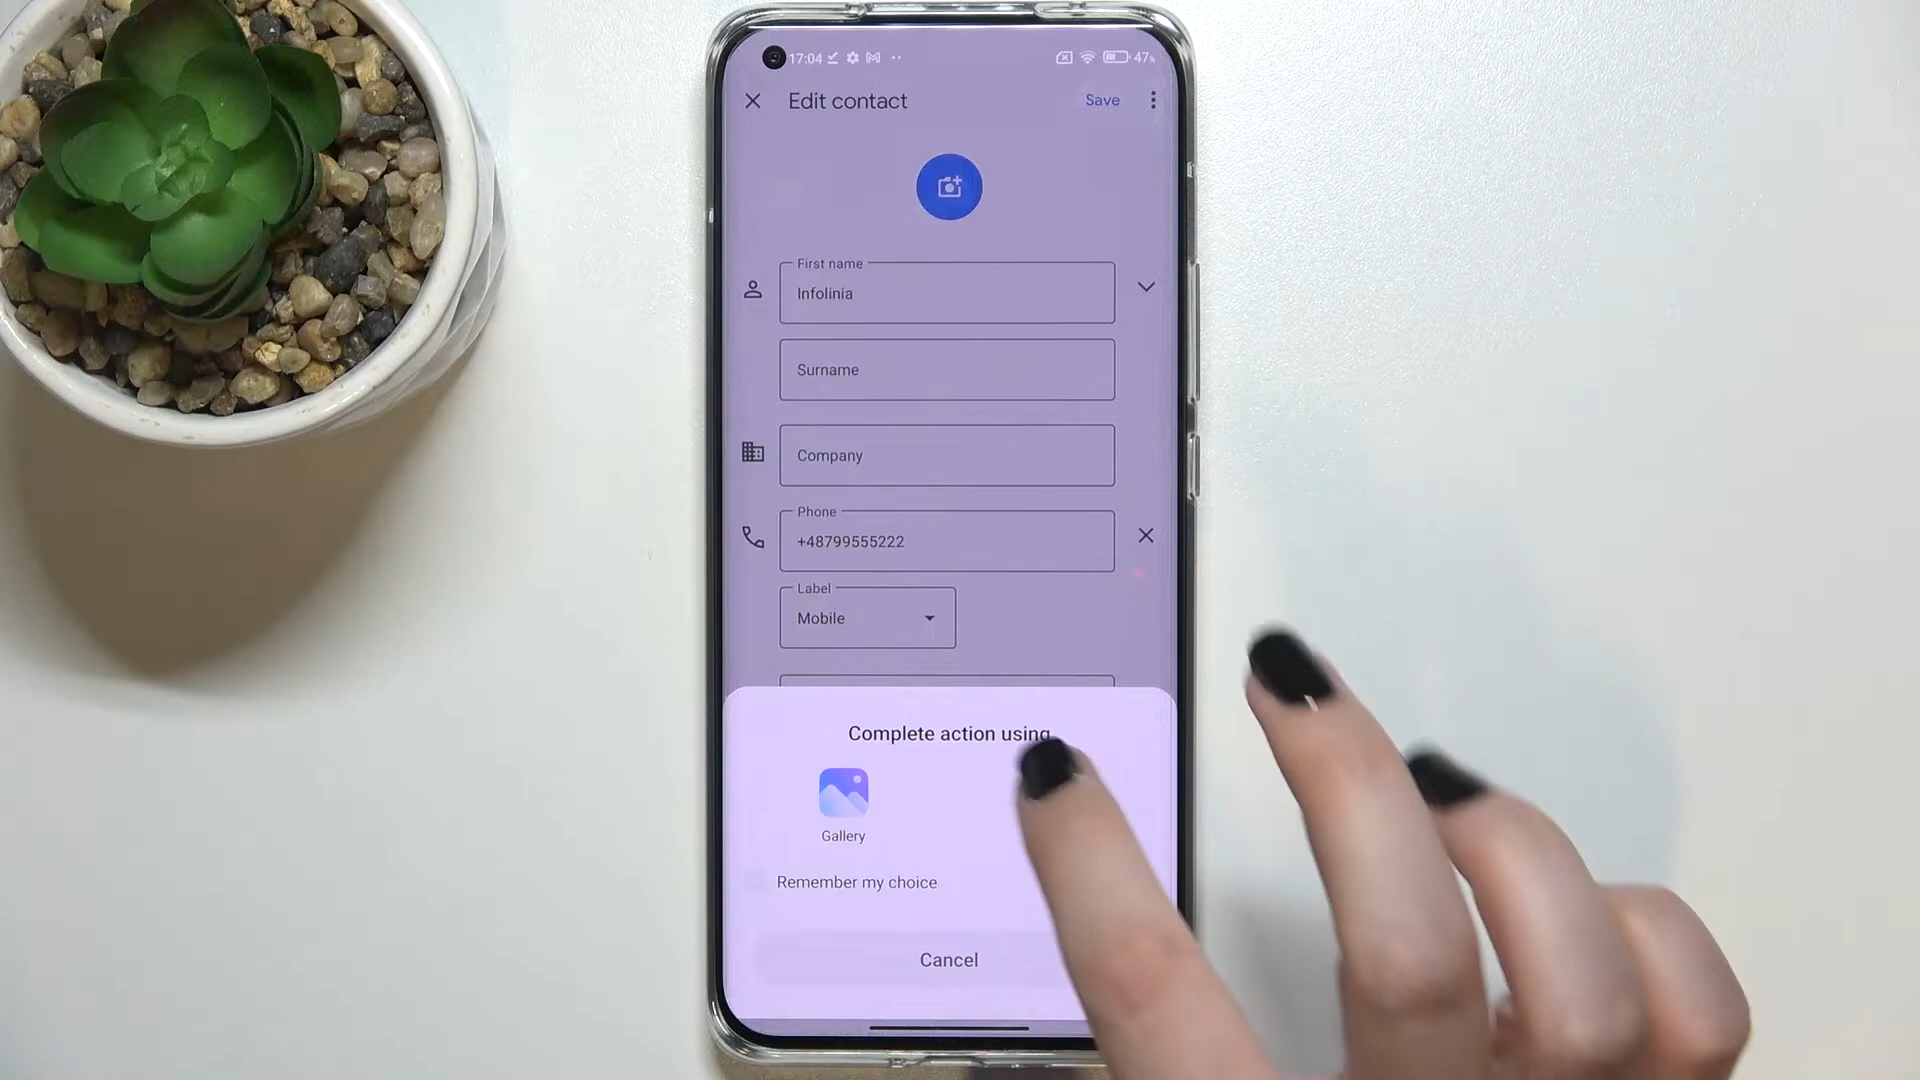 17:04
47%
Edit contact
Save
First name
Infolinia
Surname
Company
Phone
+48799555222
Label
Mobile
Complete action using
Gallery
Remember my choice
Cancel